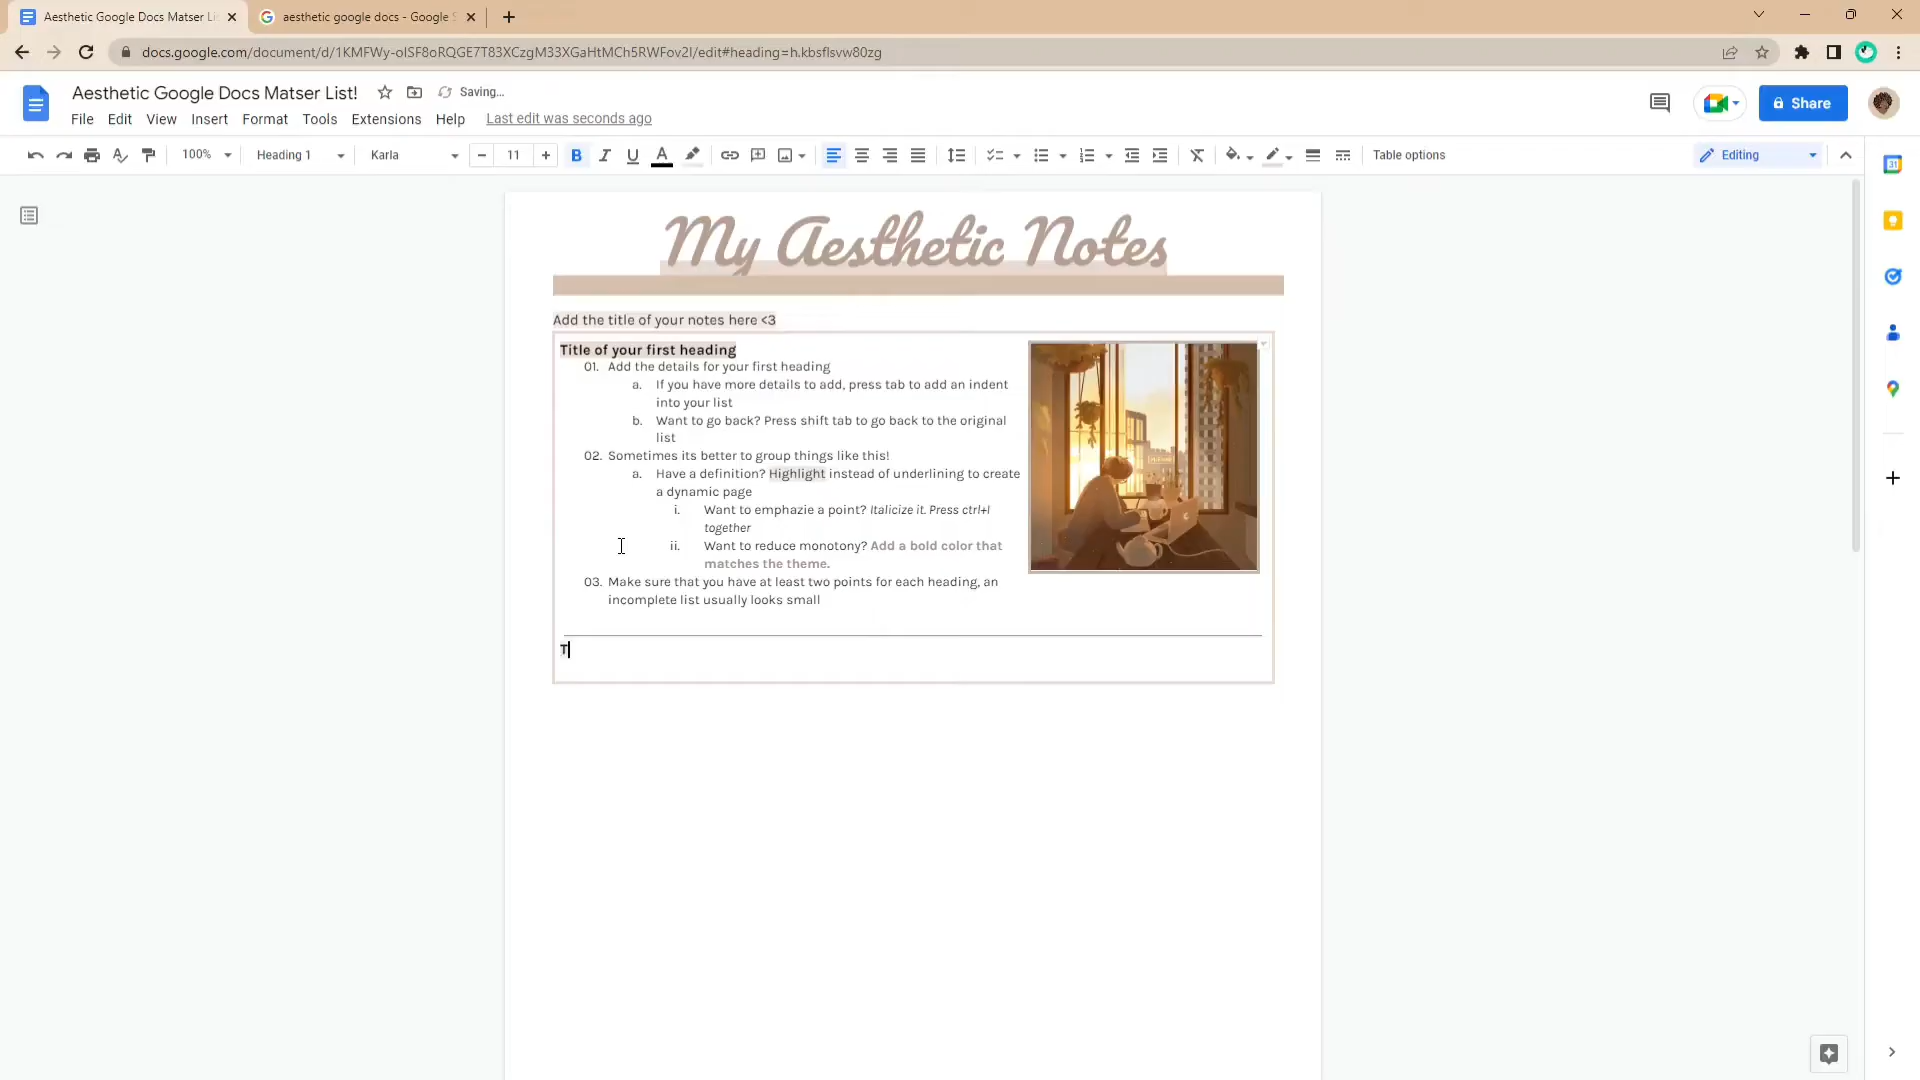 Aesthetic Google Docs Matser Li
aesthetic google docs - Google S
docs.google.com/document/d/1KMFWy-oISF8oRQGE7T83XCzgM33XGaHtMCh5RWFov2I/edit#heading=h.kbsflsvw80zg
Aesthetic Google Docs Matser List!
Saving...
File Edit View Insert Format Tools Extensions Help Last edit was seconds ago
Share
100% Heading 1 Karla 11 Table options Editing
My Aesthetic Notes
Add the title of your notes here <3
Title of your first heading
01. Add the details for your first heading
a. If you have more details to add, press tab to add an indent
into your list
b. Want to go back? Press shift tab to go back to the original
list
02. Sometimes its better to group things like this!
a. Have a definition? Highlight instead of underlining to create
a dynamic page
i. Want to emphazie a point? Italicize it. Press ctrl+I
together
ii. Want to reduce monotony? Add a bold color that
matches the theme.
03. Make sure that you have at least two points for each heading, an
incomplete list usually looks small
T